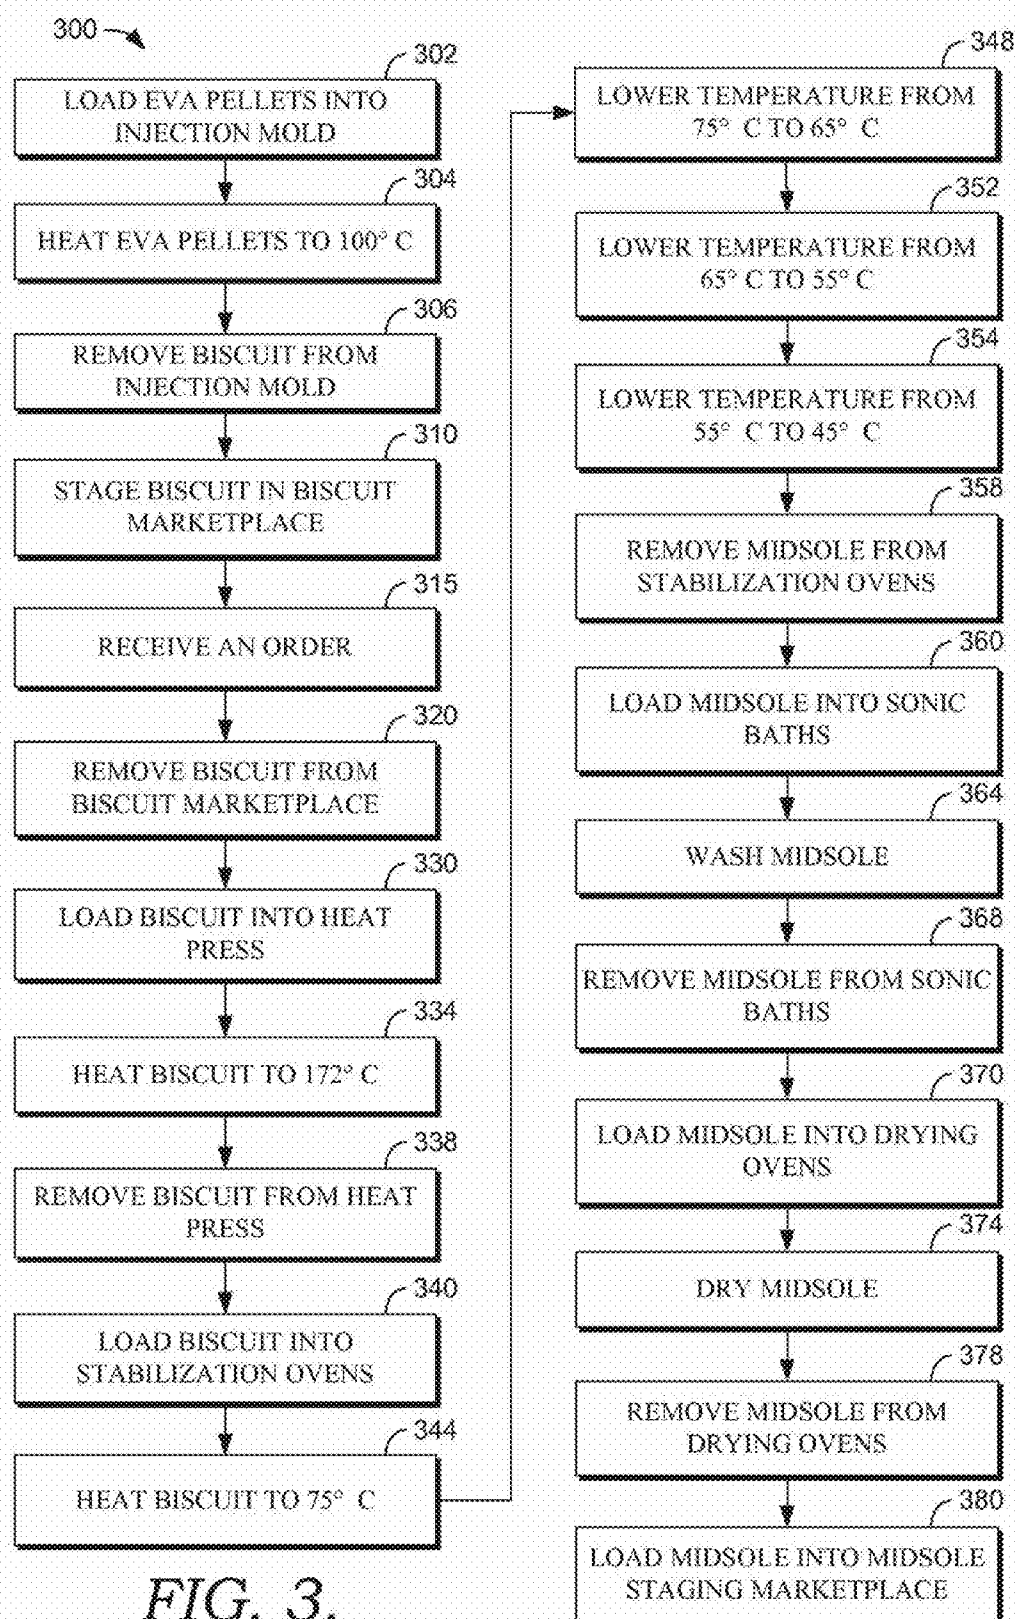 300
302
LOAD EVA PELLETS INTO
INJECTION MOLD
304
HEAT EVA PELLETS TO 100° C
306
REMOVE BISCUIT FROM
INJECTION MOLD
310
STAGE BISCUIT IN BISCUIT
MARKETPLACE
315
RECEIVE AN ORDER
320
REMOVE BISCUIT FROM
BISCUIT MARKETPLACE
330
LOAD BISCUIT INTO HEAT
PRESS
334
HEAT BISCUIT TO 172° C
338
REMOVE BISCUIT FROM HEAT
PRESS
340
LOAD BISCUIT INTO
STABILIZATION OVENS
344
HEAT BISCUIT TO 75° C
348
LOWER TEMPERATURE FROM
75° C TO 65° C
352
LOWER TEMPERATURE FROM
65° C TO 55° C
354
LOWER TEMPERATURE FROM
55° C TO 45° C
358
REMOVE MIDSOLE FROM
STABILIZATION OVENS
360
LOAD MIDSOLE INTO SONIC
BATHS
364
WASH MIDSOLE
368
REMOVE MIDSOLE FROM SONIC
BATHS
370
LOAD MIDSOLE INTO DRYING
OVENS
374
DRY MIDSOLE
378
REMOVE MIDSOLE FROM
DRYING OVENS
380
LOAD MIDSOLE INTO MIDSOLE
STAGING MARKETPLACE
FIG. 3.